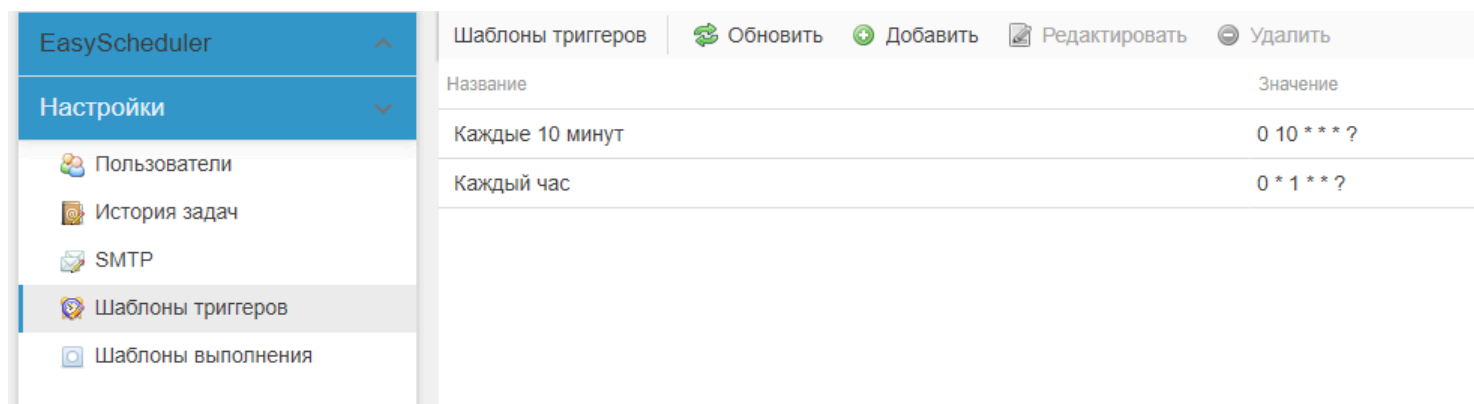 EasyScheduler
Настройки
Пользователи
История задач
SMTP
Шаблоны триггеров
Шаблоны выполнения
Шаблоны триггеров Обновить Добавить Редактировать Удалить
Название Значение
Каждые 10 минут 0 10 * * * ?
Каждый час 0 * 1 * * ?